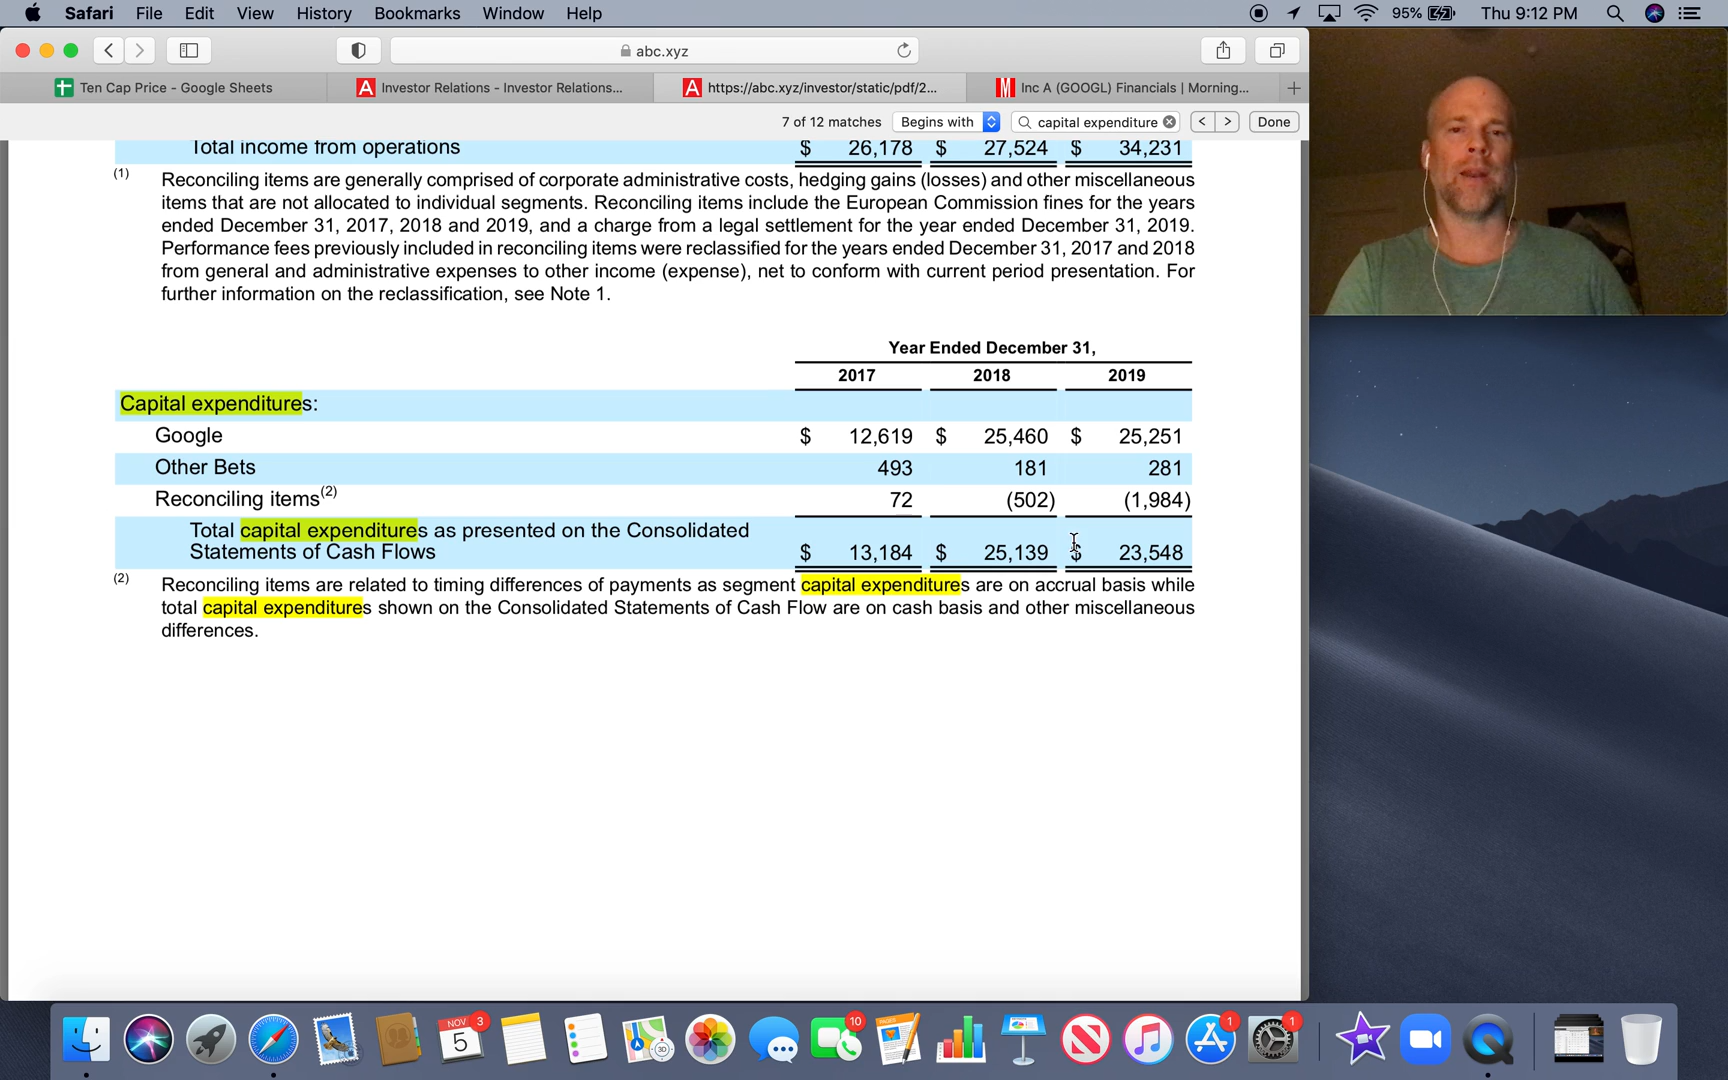 Safari File Edit View History Bookmarks Window Help 95% Thu 9:12 PM
abc.xyz
Ten Cap Price - Google Sheets
Investor Relations - Investor Relations...
https://abc.xyz/investor/static/pdf/2...
Inc A (GOOGL) Financials | Morning...
7 of 12 matches Begins with capital expenditure < > Done
Total income from operations $ 26,178 $ 27,524 $ 34,231
(1) Reconciling items are generally comprised of corporate administrative costs, hedging gains (losses) and other miscellaneous
items that are not allocated to individual segments. Reconciling items include the European Commission fines for the years
ended December 31, 2017, 2018 and 2019, and a charge from a legal settlement for the year ended December 31, 2019.
Performance fees previously included in reconciling items were reclassified for the years ended December 31, 2017 and 2018
from general and administrative expenses to other income (expense), net to conform with current period presentation. For
further information on the reclassification, see Note 1.
Year Ended December 31,
2017 2018 2019
Capital expenditures:
Google $ 12,619 $ 25,460 $ 25,251
Other Bets 493 181 281
Reconciling items(2) 72 (502) (1,984)
Total capital expenditures as presented on the Consolidated
Statements of Cash Flows $ 13,184 $ 25,139 $ 23,548
(2) Reconciling items are related to timing differences of payments as segment capital expenditures are on accrual basis while
total capital expenditures shown on the Consolidated Statements of Cash Flow are on cash basis and other miscellaneous
differences.
NOV 3
5
10
PAGES
3D
1
1